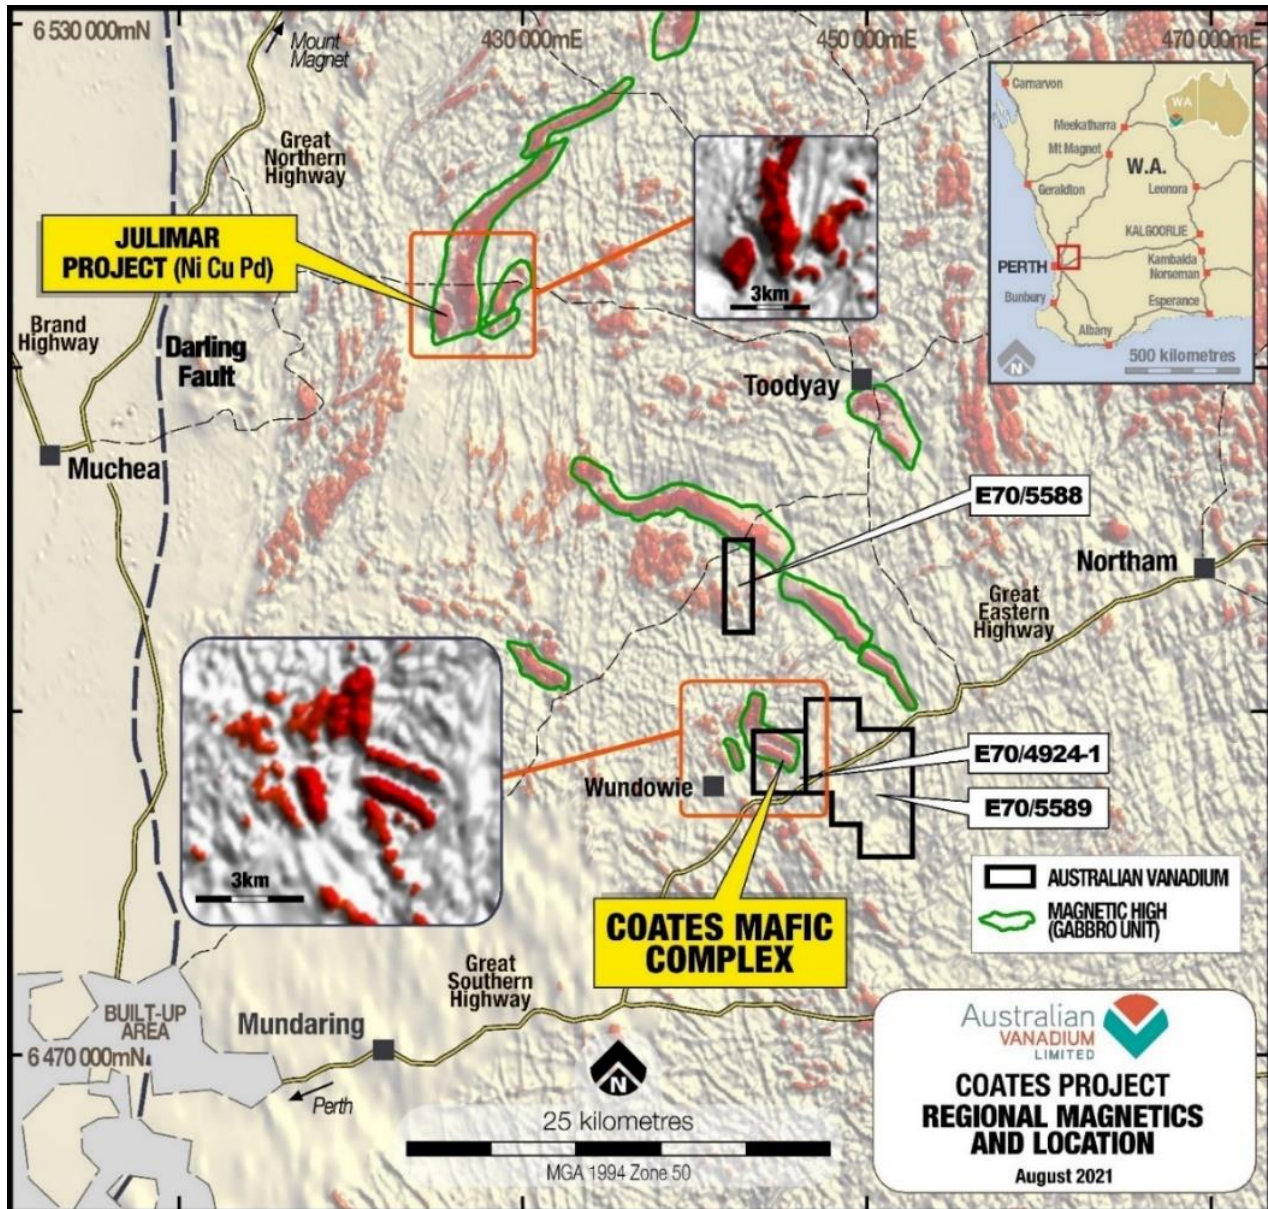 6 530 000mN
430 000mE
450 000mE
470 000mE
Mount
Magnet
Great
Northern
Highway
JULIMAR
PROJECT (Ni Cu Pd)
Brand
Highway
Darling
Fault
Muchea
3km
Carnarvon
WA
Meekatharra
Mt Magnet
W.A.
Geraldton
Leonora
KALGOORLIE
PERTH
Kambalda
Norseman
Bunbury
Esperance
Albany
N
500 kilometres
Toodyay
E70/5588
Northam
Great
Eastern
Highway
3km
Wundowie
E70/4924-1
E70/5589
AUSTRALIAN VANADIUM
MAGNETIC HIGH
(GABBRO UNIT)
COATES MAFIC
COMPLEX
Great
Southern
Highway
BUILT-UP
AREA
Mundaring
6 470 000mN
Perth
N
25 kilometres
MGA 1994 Zone 50
Australian
VANADIUM
LIMITED
COATES PROJECT
REGIONAL MAGNETICS
AND LOCATION
August 2021